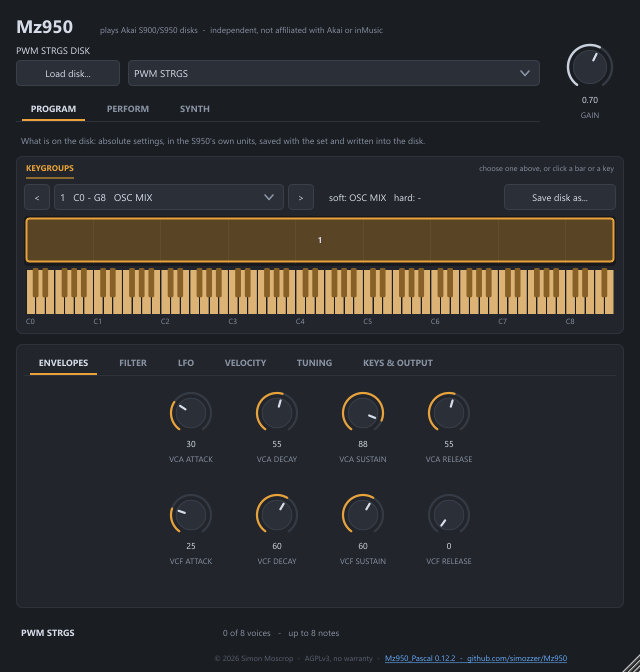 Mz950 plays Akai S900/S950 disks - independent, not affiliated with Akai or inMusic
PWM STRGS DISK
Load disk... PWM STRGS
0.70
GAIN
PROGRAM PERFORM SYNTH
What is on the disk: absolute settings, in the S950's own units, saved with the set and written into the disk.
KEYGROUPS choose one above, or click a bar or a key
< 1 C0 - G8 OSC MIX > soft: OSC MIX hard: - Save disk as...
1
C0 C1 C2 C3 C4 C5 C6 C7 C8
ENVELOPES FILTER LFO VELOCITY TUNING KEYS & OUTPUT
30 55 88 55
VCA ATTACK VCA DECAY VCA SUSTAIN VCA RELEASE
25 60 60 0
VCF ATTACK VCF DECAY VCF SUSTAIN VCF RELEASE
PWM STRGS 0 of 8 voices - up to 8 notes
© 2026 Simon Moscrop - AGPLv3, no warranty - Mz950_Pascal 0.12.2 - github.com/simozzer/Mz950